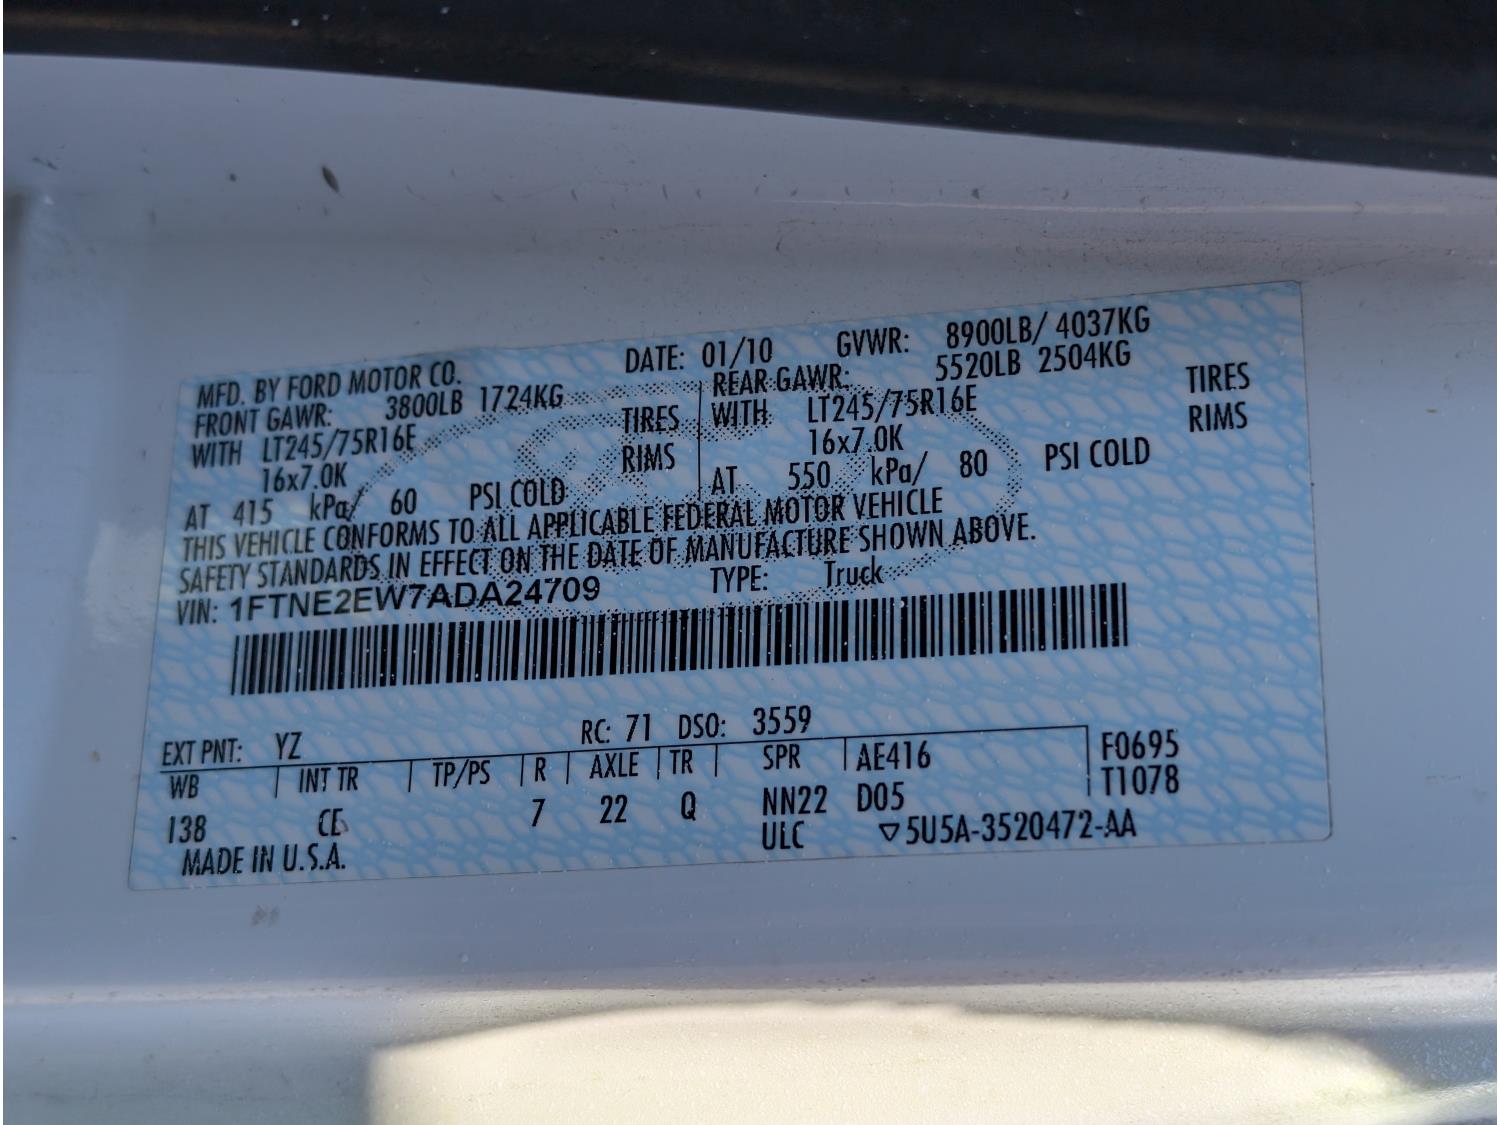 MFD. BY FORD MOTOR CO. DATE: 01/10 GVWR: 8900LB/ 4037KG
FRONT GAWR: 3800LB 1724KG REAR GAWR: 5520LB 2504KG
WITH LT245/75R16E TIRES WITH LT245/75R16E TIRES
16x7.0K RIMS 16x7.0K RIMS
AT 415 kPa/ 60 PSI COLD AT 550 kPa/ 80 PSI COLD
THIS VEHICLE CONFORMS TO ALL APPLICABLE FEDERAL MOTOR VEHICLE
SAFETY STANDARDS IN EFFECT ON THE DATE OF MANUFACTURE SHOWN ABOVE.
VIN: 1FTNE2EW7ADA24709 TYPE: Truck
EXT PNT: YZ RC: 71 DSO: 3559
WB | INT TR | TP/PS | R | AXLE | TR | SPR | AE416 F0695
138 CE 7 22 Q NN22 D05 T1078
MADE IN U.S.A. ULC ▽5U5A-3520472-AA